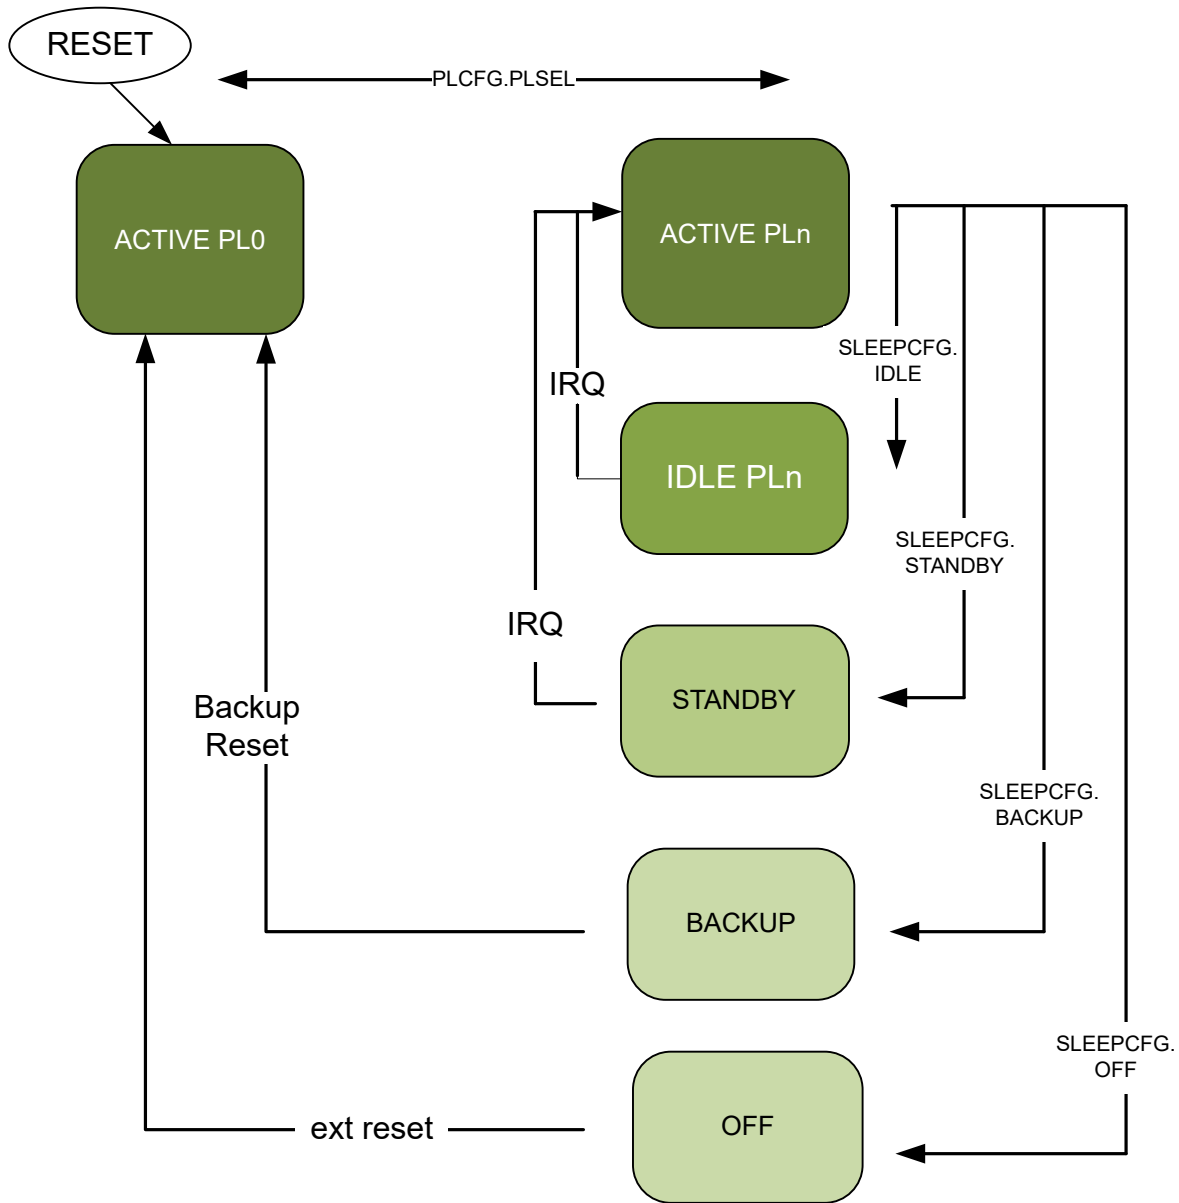 RESET
PLCFG.PLSEL
ACTIVE PL0
ACTIVE PLn
SLEEPCFG.
IDLE
IRQ
IDLE PLn
SLEEPCFG.
STANDBY
IRQ
STANDBY
Backup
Reset
SLEEPCFG.
BACKUP
BACKUP
SLEEPCFG.
OFF
ext reset
OFF